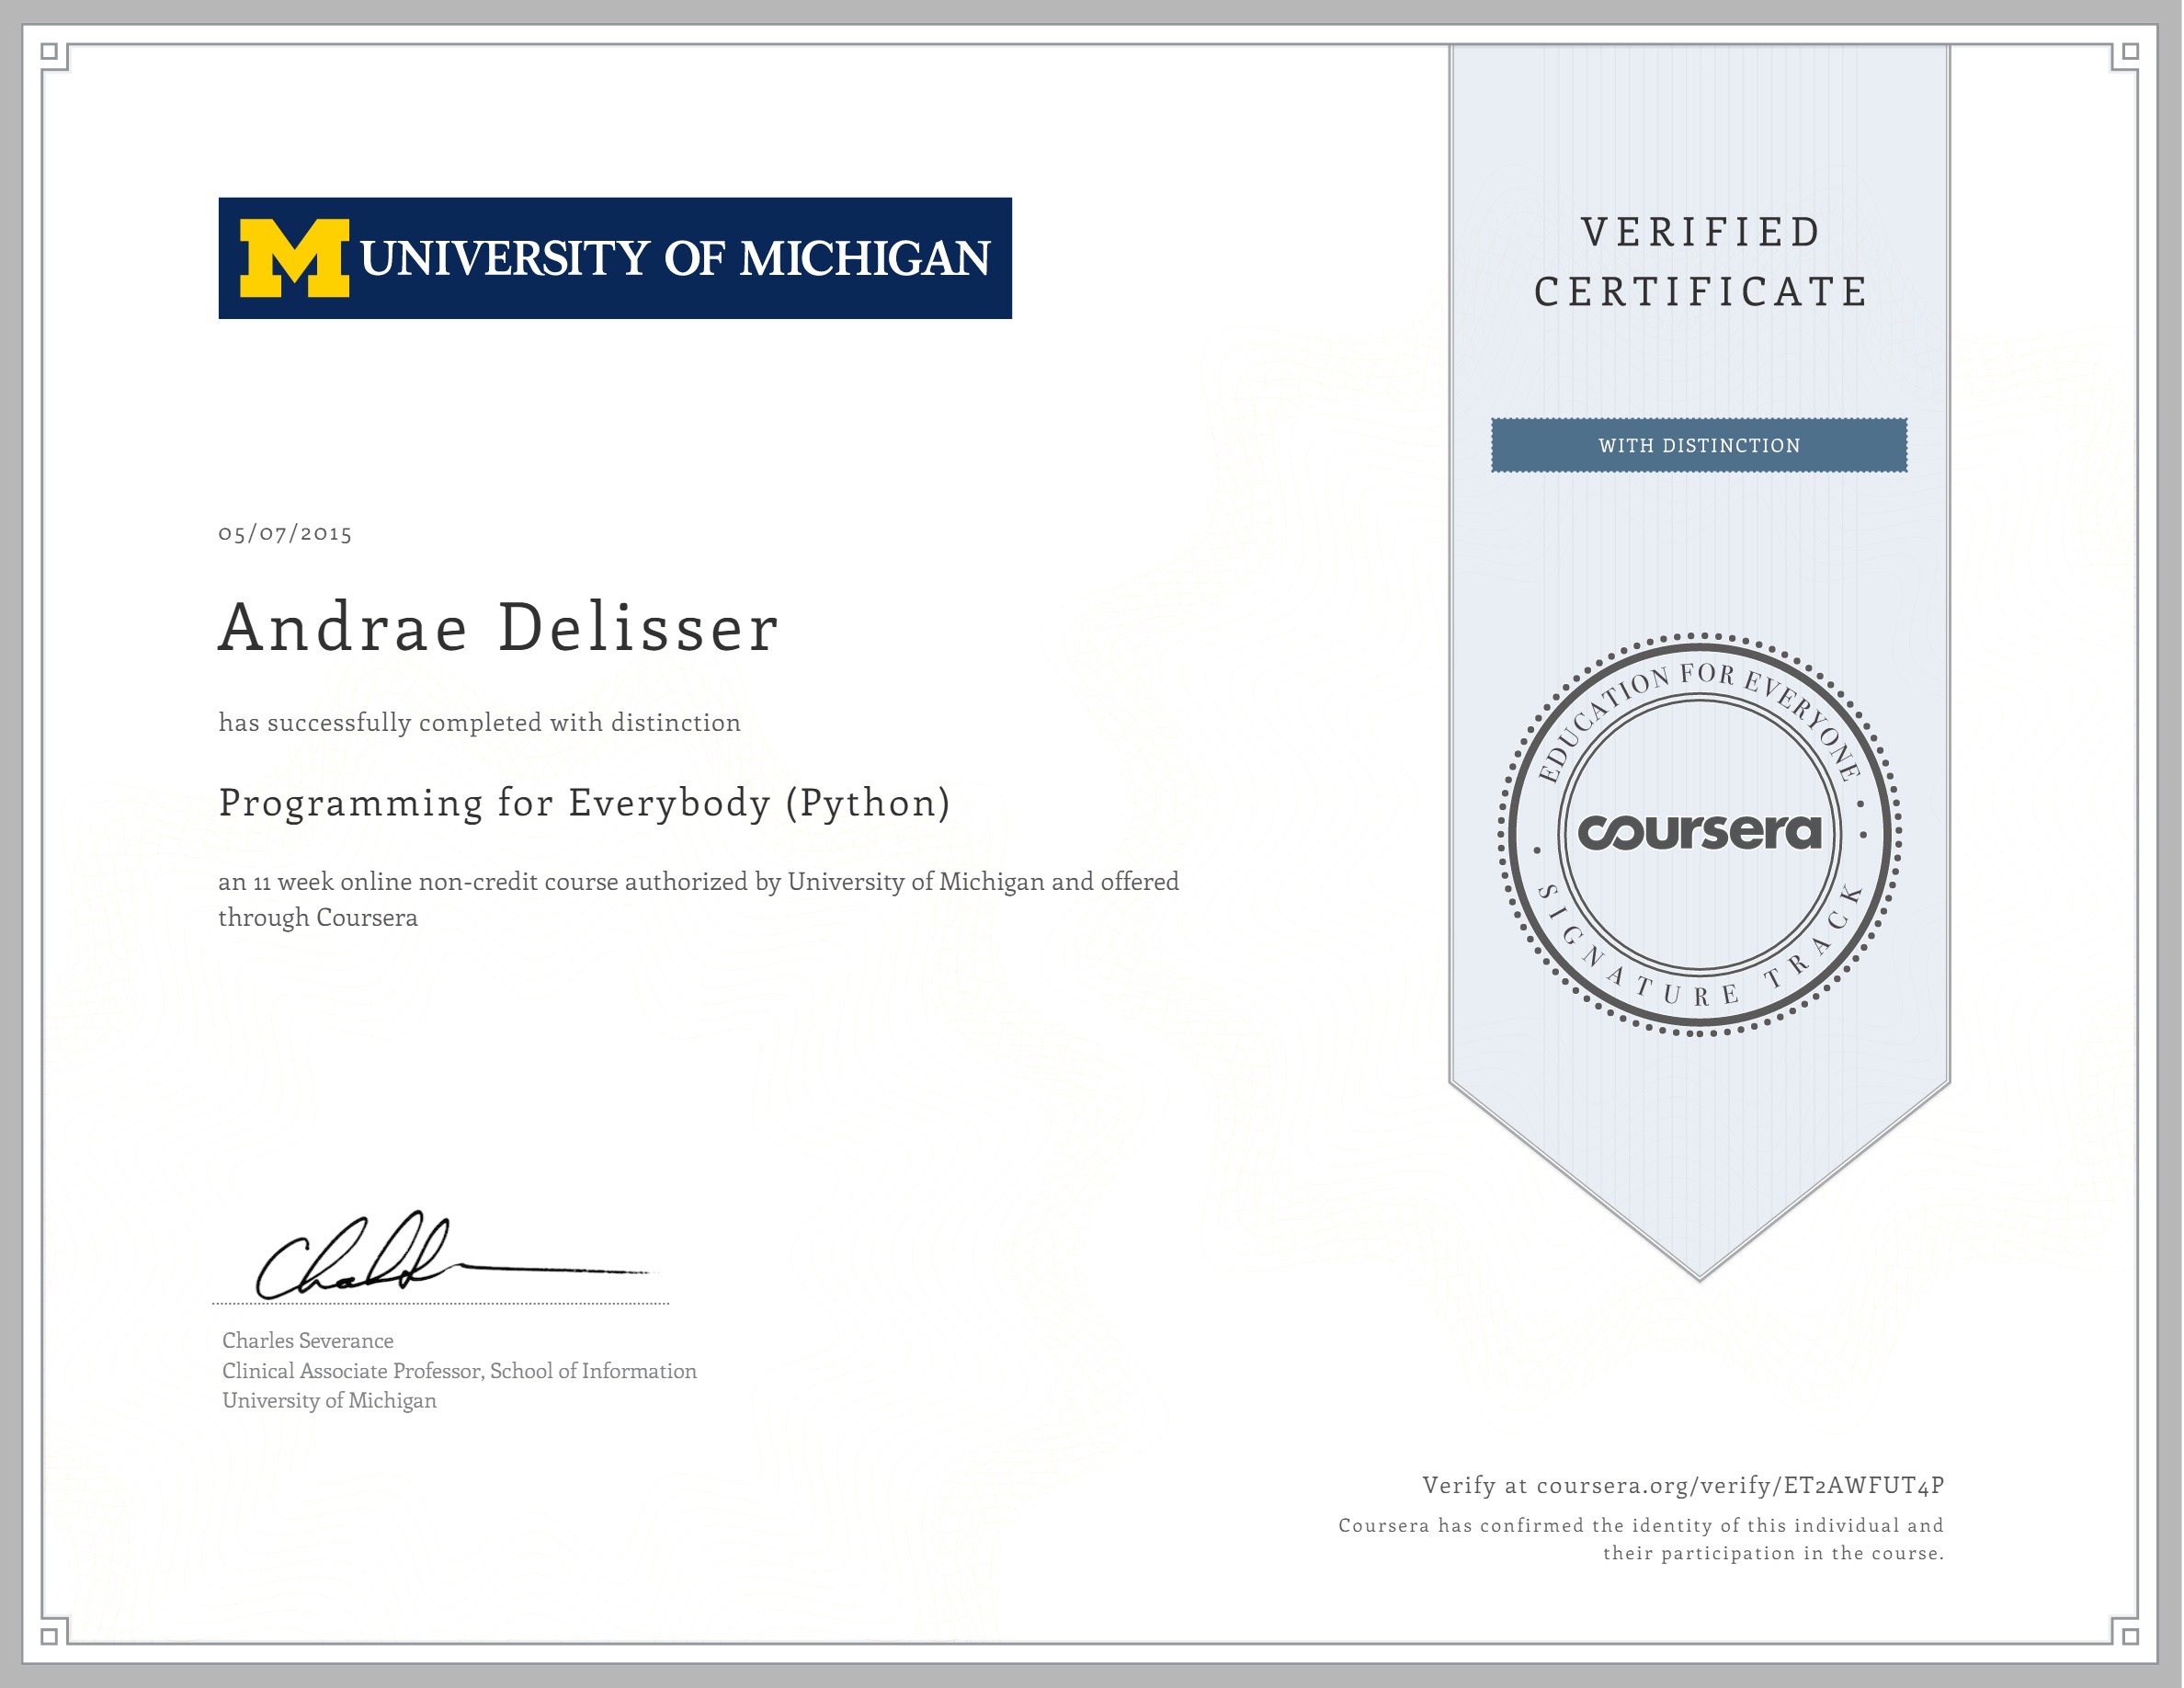 M UNIVERSITY OF MICHIGAN
VERIFIED
CERTIFICATE
WITH DISTINCTION
05/07/2015
Andrae Delisser
has successfully completed with distinction
Programming for Everybody (Python)
an 11 week online non-credit course authorized by University of Michigan and offered
through Coursera
EDUCATION FOR EVERYONE
coursera
SIGNATURE TRACK
Charles Severance
Clinical Associate Professor, School of Information
University of Michigan
Verify at coursera.org/verify/ET2AWFUT4P
Coursera has confirmed the identity of this individual and
their participation in the course.